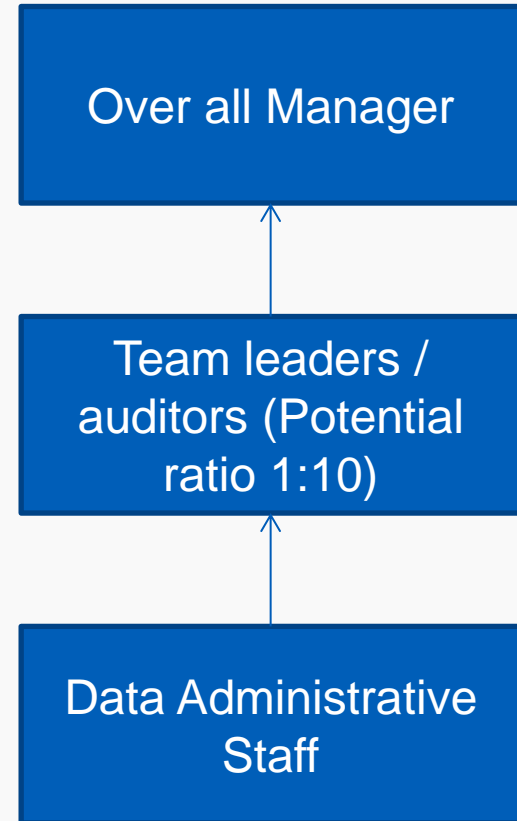 Over all Manager
Team leaders /
auditors (Potential
ratio 1:10)
Data Administrative
Staff